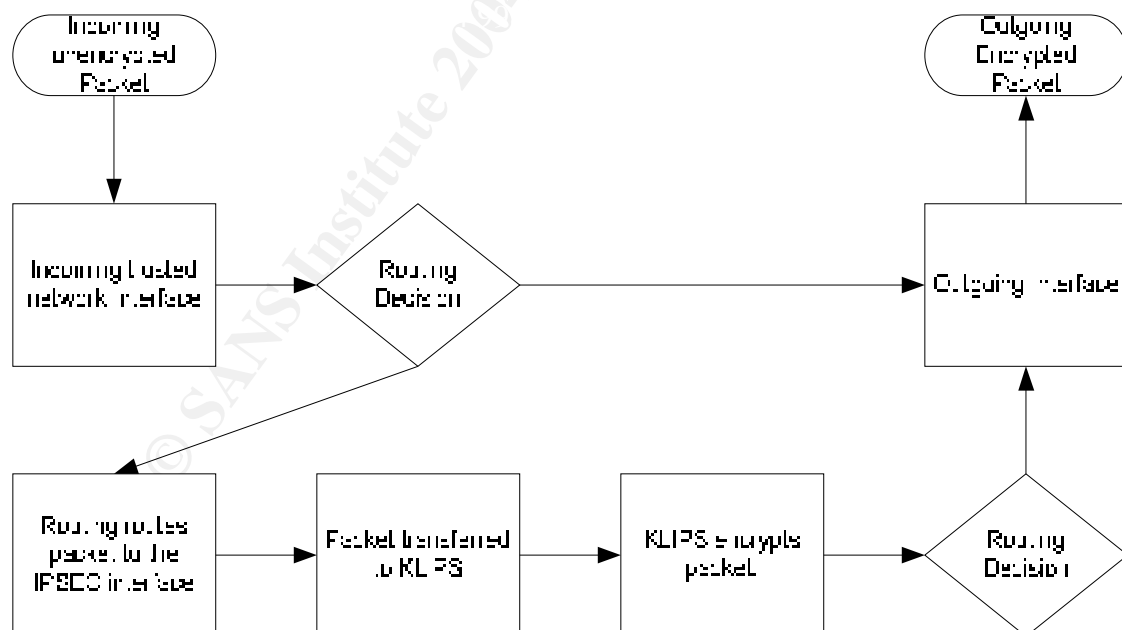 Incoming
unencrypted
Packet
Outgoing
Encrypted
Packet
Incoming trusted
network interface
Routing
Decision
Outgoing Interface
Routing routes
packet to the
IPSEC interface
Packet transferred
to KLIPS
KLIPS encrypts
packet
Routing
Decision
© SANS Institute